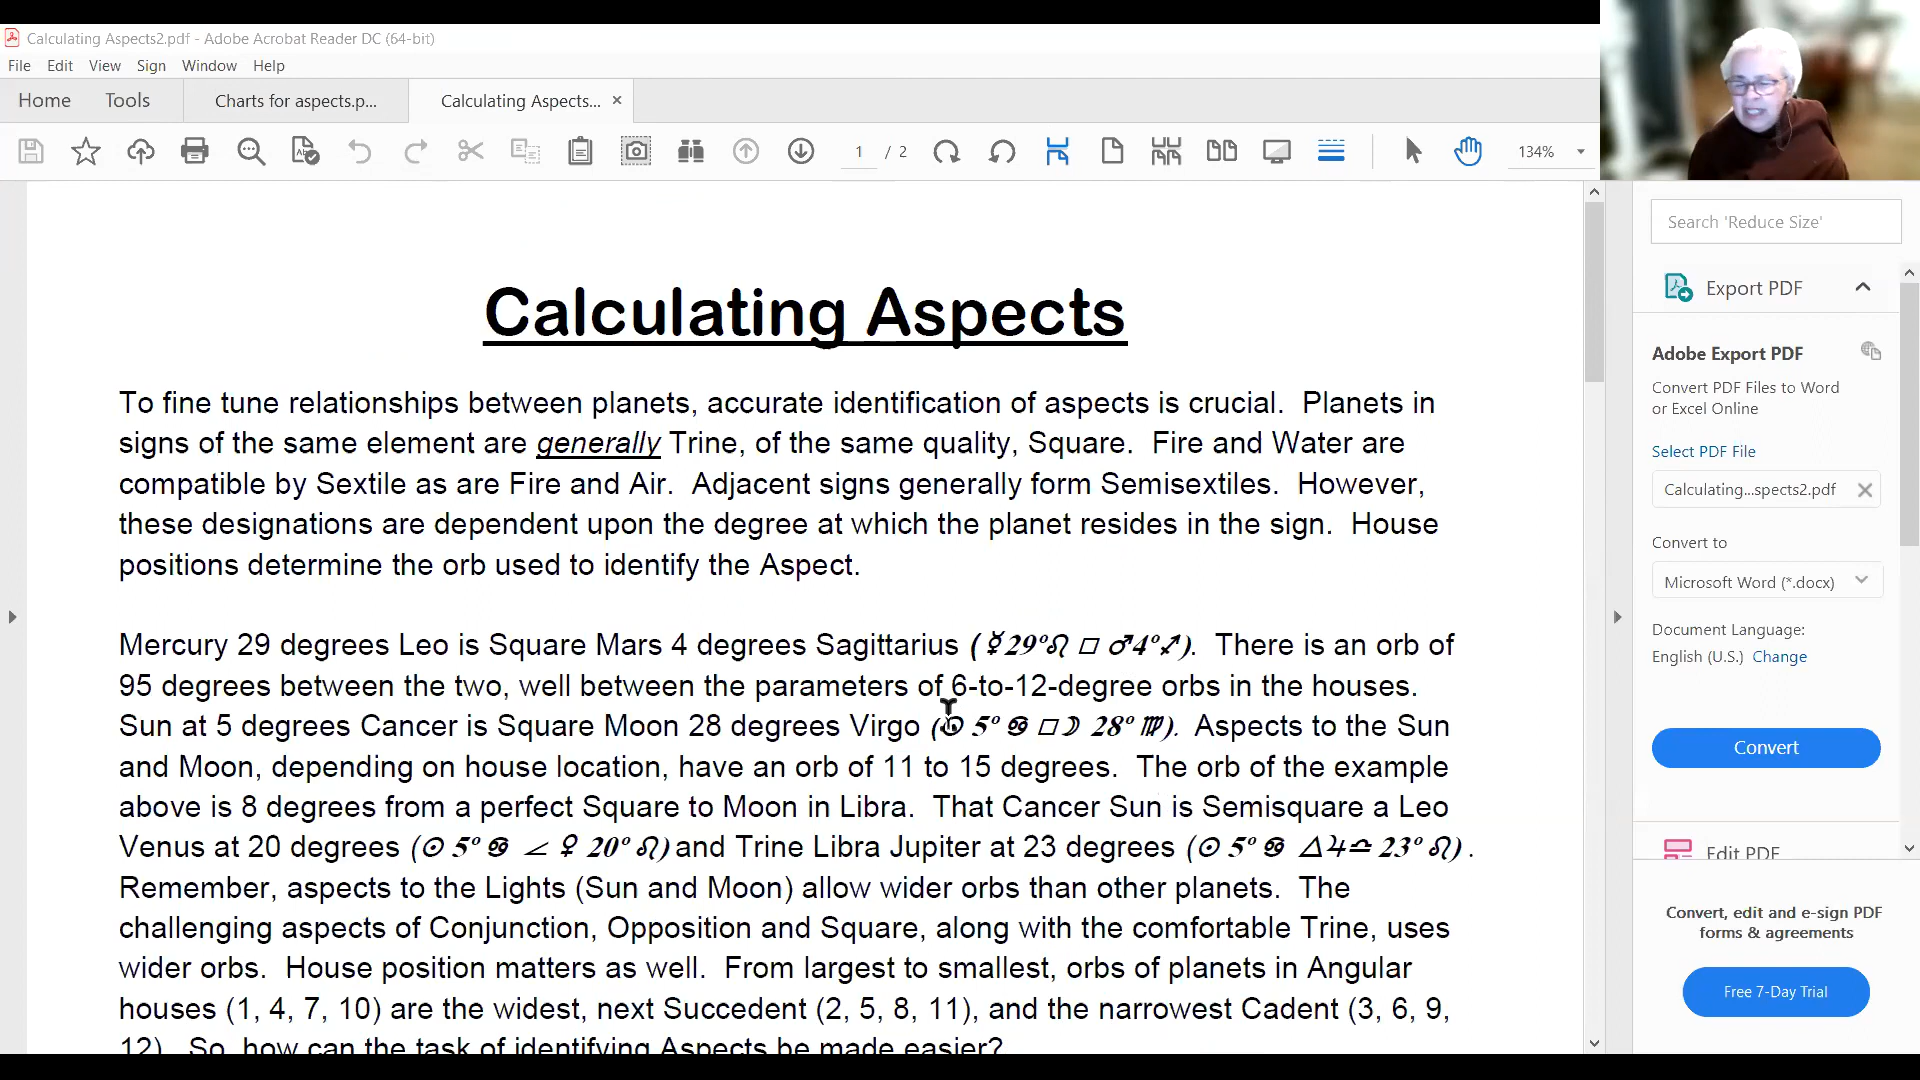 Calculating Aspects2.pdf - Adobe Acrobat Reader DC (64-bit)
File Edit View Sign Window Help
Home Tools Charts for aspects.p... Calculating Aspects... ×
1 / 2 134%
Search 'Reduce Size'
Export PDF
Adobe Export PDF
Convert PDF Files to Word
or Excel Online
Select PDF File
Calculating...spects2.pdf
Convert to
Microsoft Word (*.docx)
Document Language:
English (U.S.) Change
Convert
Edit PDF
Convert, edit and e-sign PDF
forms & agreements
Free 7-Day Trial
Calculating Aspects
To fine tune relationships between planets, accurate identification of aspects is crucial. Planets in
signs of the same element are generally Trine, of the same quality, Square. Fire and Water are
compatible by Sextile as are Fire and Air. Adjacent signs generally form Semisextiles. However,
these designations are dependent upon the degree at which the planet resides in the sign. House
positions determine the orb used to identify the Aspect.
Mercury 29 degrees Leo is Square Mars 4 degrees Sagittarius (☿29º♌ □ ♂4º♐). There is an orb of
95 degrees between the two, well between the parameters of 6-to-12-degree orbs in the houses.
Sun at 5 degrees Cancer is Square Moon 28 degrees Virgo (☉ 5º ♋ □☽ 28º ♍). Aspects to the Sun
and Moon, depending on house location, have an orb of 11 to 15 degrees. The orb of the example
above is 8 degrees from a perfect Square to Moon in Libra. That Cancer Sun is Semisquare a Leo
Venus at 20 degrees (☉ 5º ♋ ∠ ♀ 20º ♌) and Trine Libra Jupiter at 23 degrees (☉ 5º ♋ △♃♎ 23º ♌).
Remember, aspects to the Lights (Sun and Moon) allow wider orbs than other planets. The
challenging aspects of Conjunction, Opposition and Square, along with the comfortable Trine, uses
wider orbs. House position matters as well. From largest to smallest, orbs of planets in Angular
houses (1, 4, 7, 10) are the widest, next Succedent (2, 5, 8, 11), and the narrowest Cadent (3, 6, 9,
12). So, how can the task of identifying Aspects be made easier?